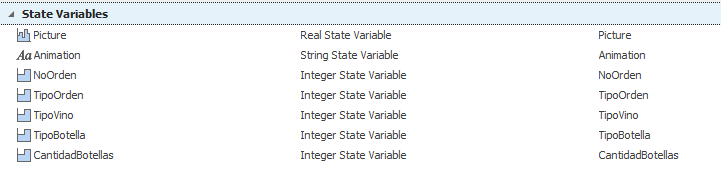 State Variables
Picture Real State Variable Picture
Aa Animation String State Variable Animation
NoOrden Integer State Variable NoOrden
TipoOrden Integer State Variable TipoOrden
TipoVino Integer State Variable TipoVino
TipoBotella Integer State Variable TipoBotella
CantidadBotellas Integer State Variable CantidadBotellas